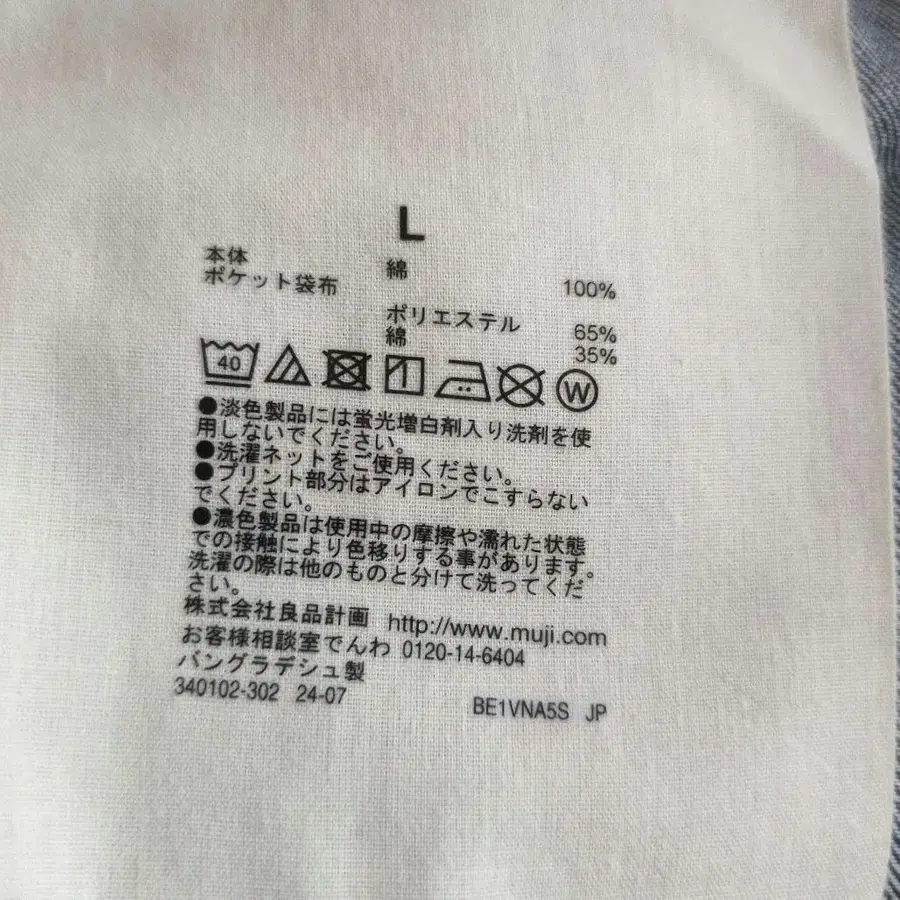 L
本体 綿 100%
ポケット袋布
ポリエステル 65%
綿 35%
40
W
●淡色製品には蛍光増白剤入り洗剤を使
用しないでください。
●洗濯ネットをご使用ください。
●プリント部分はアイロンでこすらない
でください。
●濃色製品は使用中の摩擦や濡れた状態
での接触により色移りする事があります。
洗濯の際は他のものと分けて洗ってくだ
さい。
株式会社良品計画 http://www.muji.com
お客様相談室でんわ 0120-14-6404
バングラデシュ製
340102-302 24-07 BE1VNA5S JP